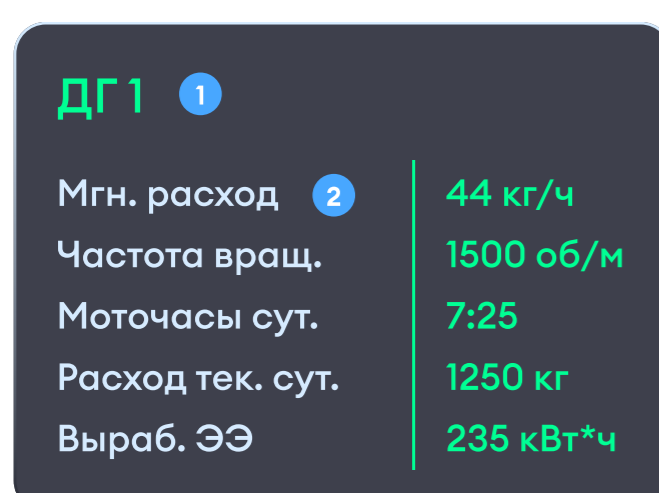 ДГ 1 1
Мгн. расход 2 44 кг/ч
Частота вращ. 1500 об/м
Моточасы сут. 7:25
Расход тек. сут. 1250 кг
Выраб. ЭЭ 235 кВт*ч